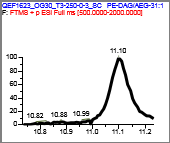 QEF1623_OG30_T3-250-0-3_SC PE-DAG/AEG-31:1
F: FTMS + p ESI Full ms [500.0000-2000.0000]
11.10
100
80
60
40
20
0
10.82 10.88 10.99
10.8 10.9 11.0 11.1 11.2